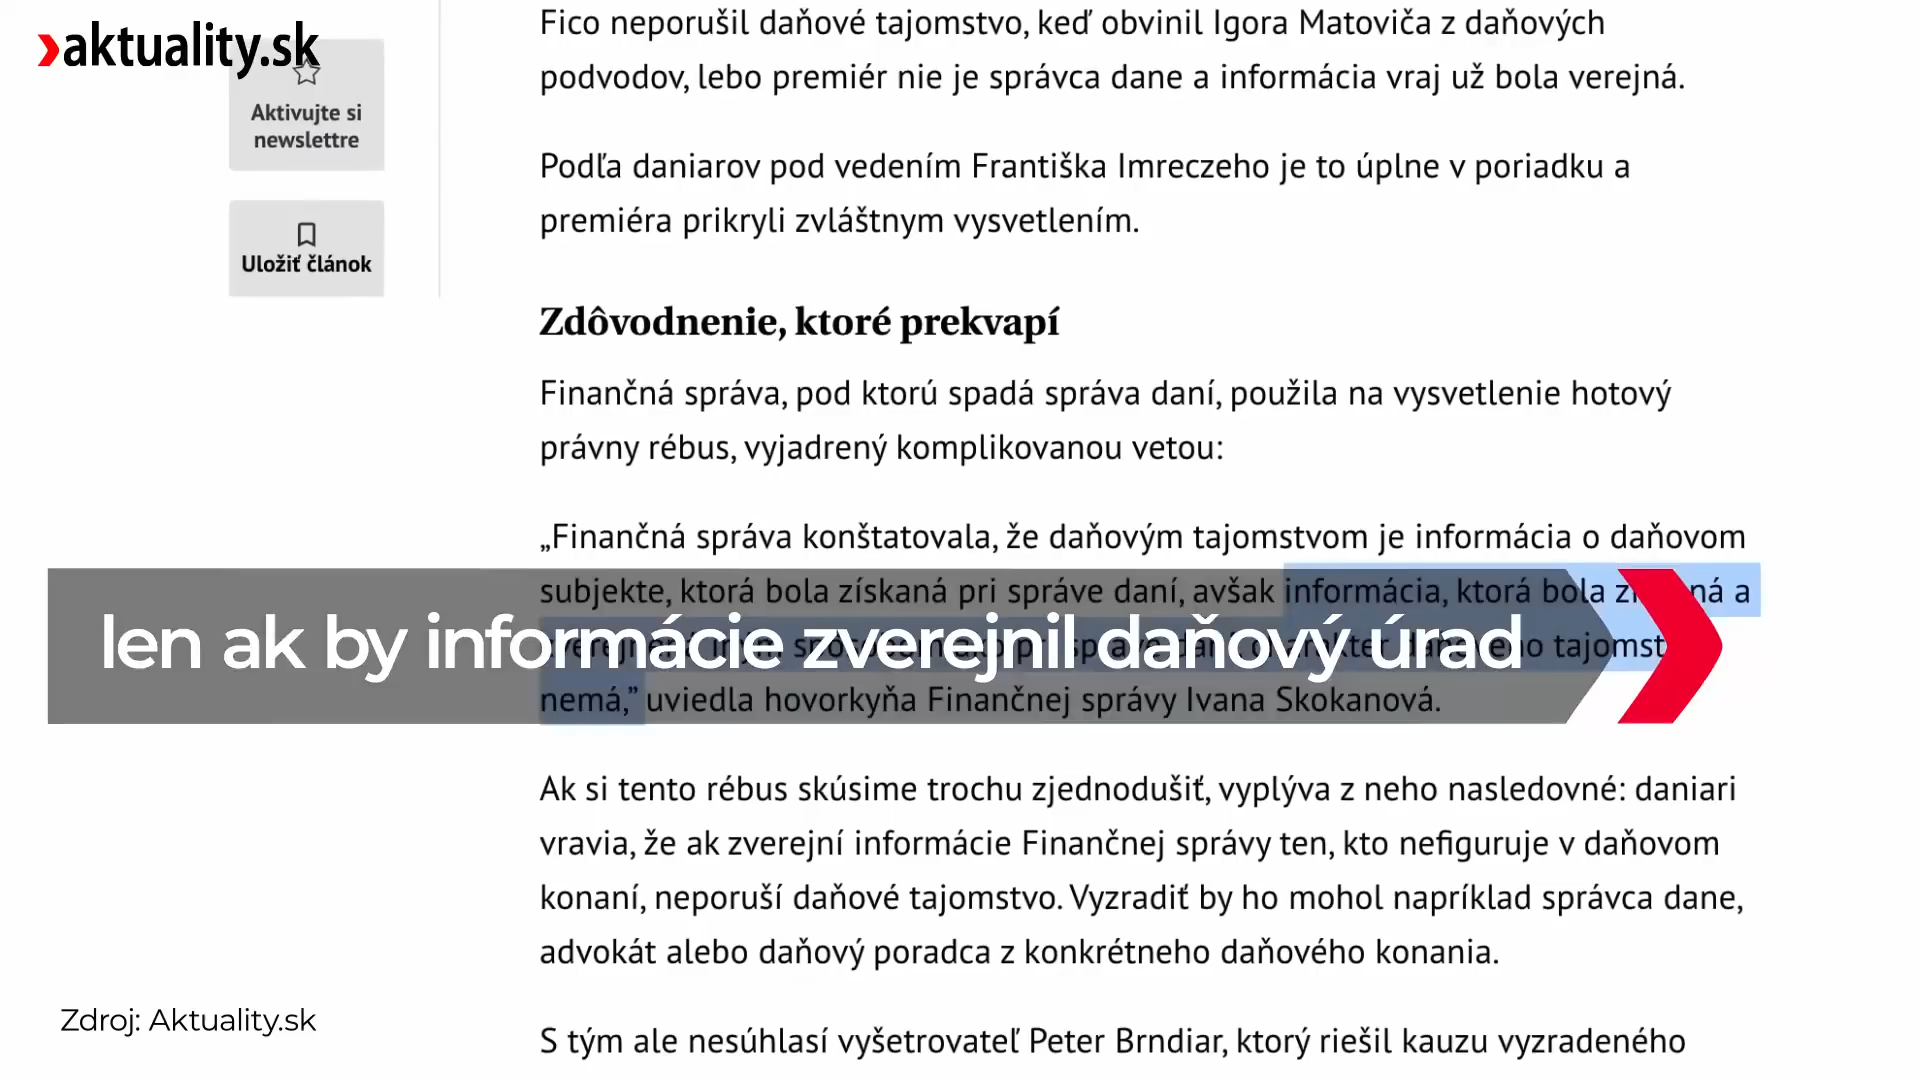 aktuality.sk
Aktivujte si
newslettre
Uložiť článok
Fico neporušil daňové tajomstvo, keď obvinil Igora Matoviča z daňových
podvodov, lebo premiér nie je správca dane a informácia vraj už bola verejná.
Podľa daniarov pod vedením Františka Imreczeho je to úplne v poriadku a
premiéra prikryli zvláštnym vysvetlením.
Zdôvodnenie, ktoré prekvapí
Finančná správa, pod ktorú spadá správa daní, použila na vysvetlenie hotový
právny rébus, vyjadrený komplikovanou vetou:
„Finančná správa konštatovala, že daňovým tajomstvom je informácia o daňovom
subjekte, ktorá bola získaná pri správe daní, avšak informácia, ktorá bola a
len ak by informácie zverejnil daňový úrad
nemá,” uviedla hovorkyňa Finančnej správy Ivana Skokanová.
Ak si tento rébus skúsime trochu zjednodušiť, vyplýva z neho nasledovné: daniari
vravia, že ak zverejní informácie Finančnej správy ten, kto nefiguruje v daňovom
konaní, neporuší daňové tajomstvo. Vyzradiť by ho mohol napríklad správca dane,
advokát alebo daňový poradca z konkrétneho daňového konania.
S tým ale nesúhlasí vyšetrovateľ Peter Brndiar, ktorý riešil kauzu vyzradeného
Zdroj: Aktuality.sk